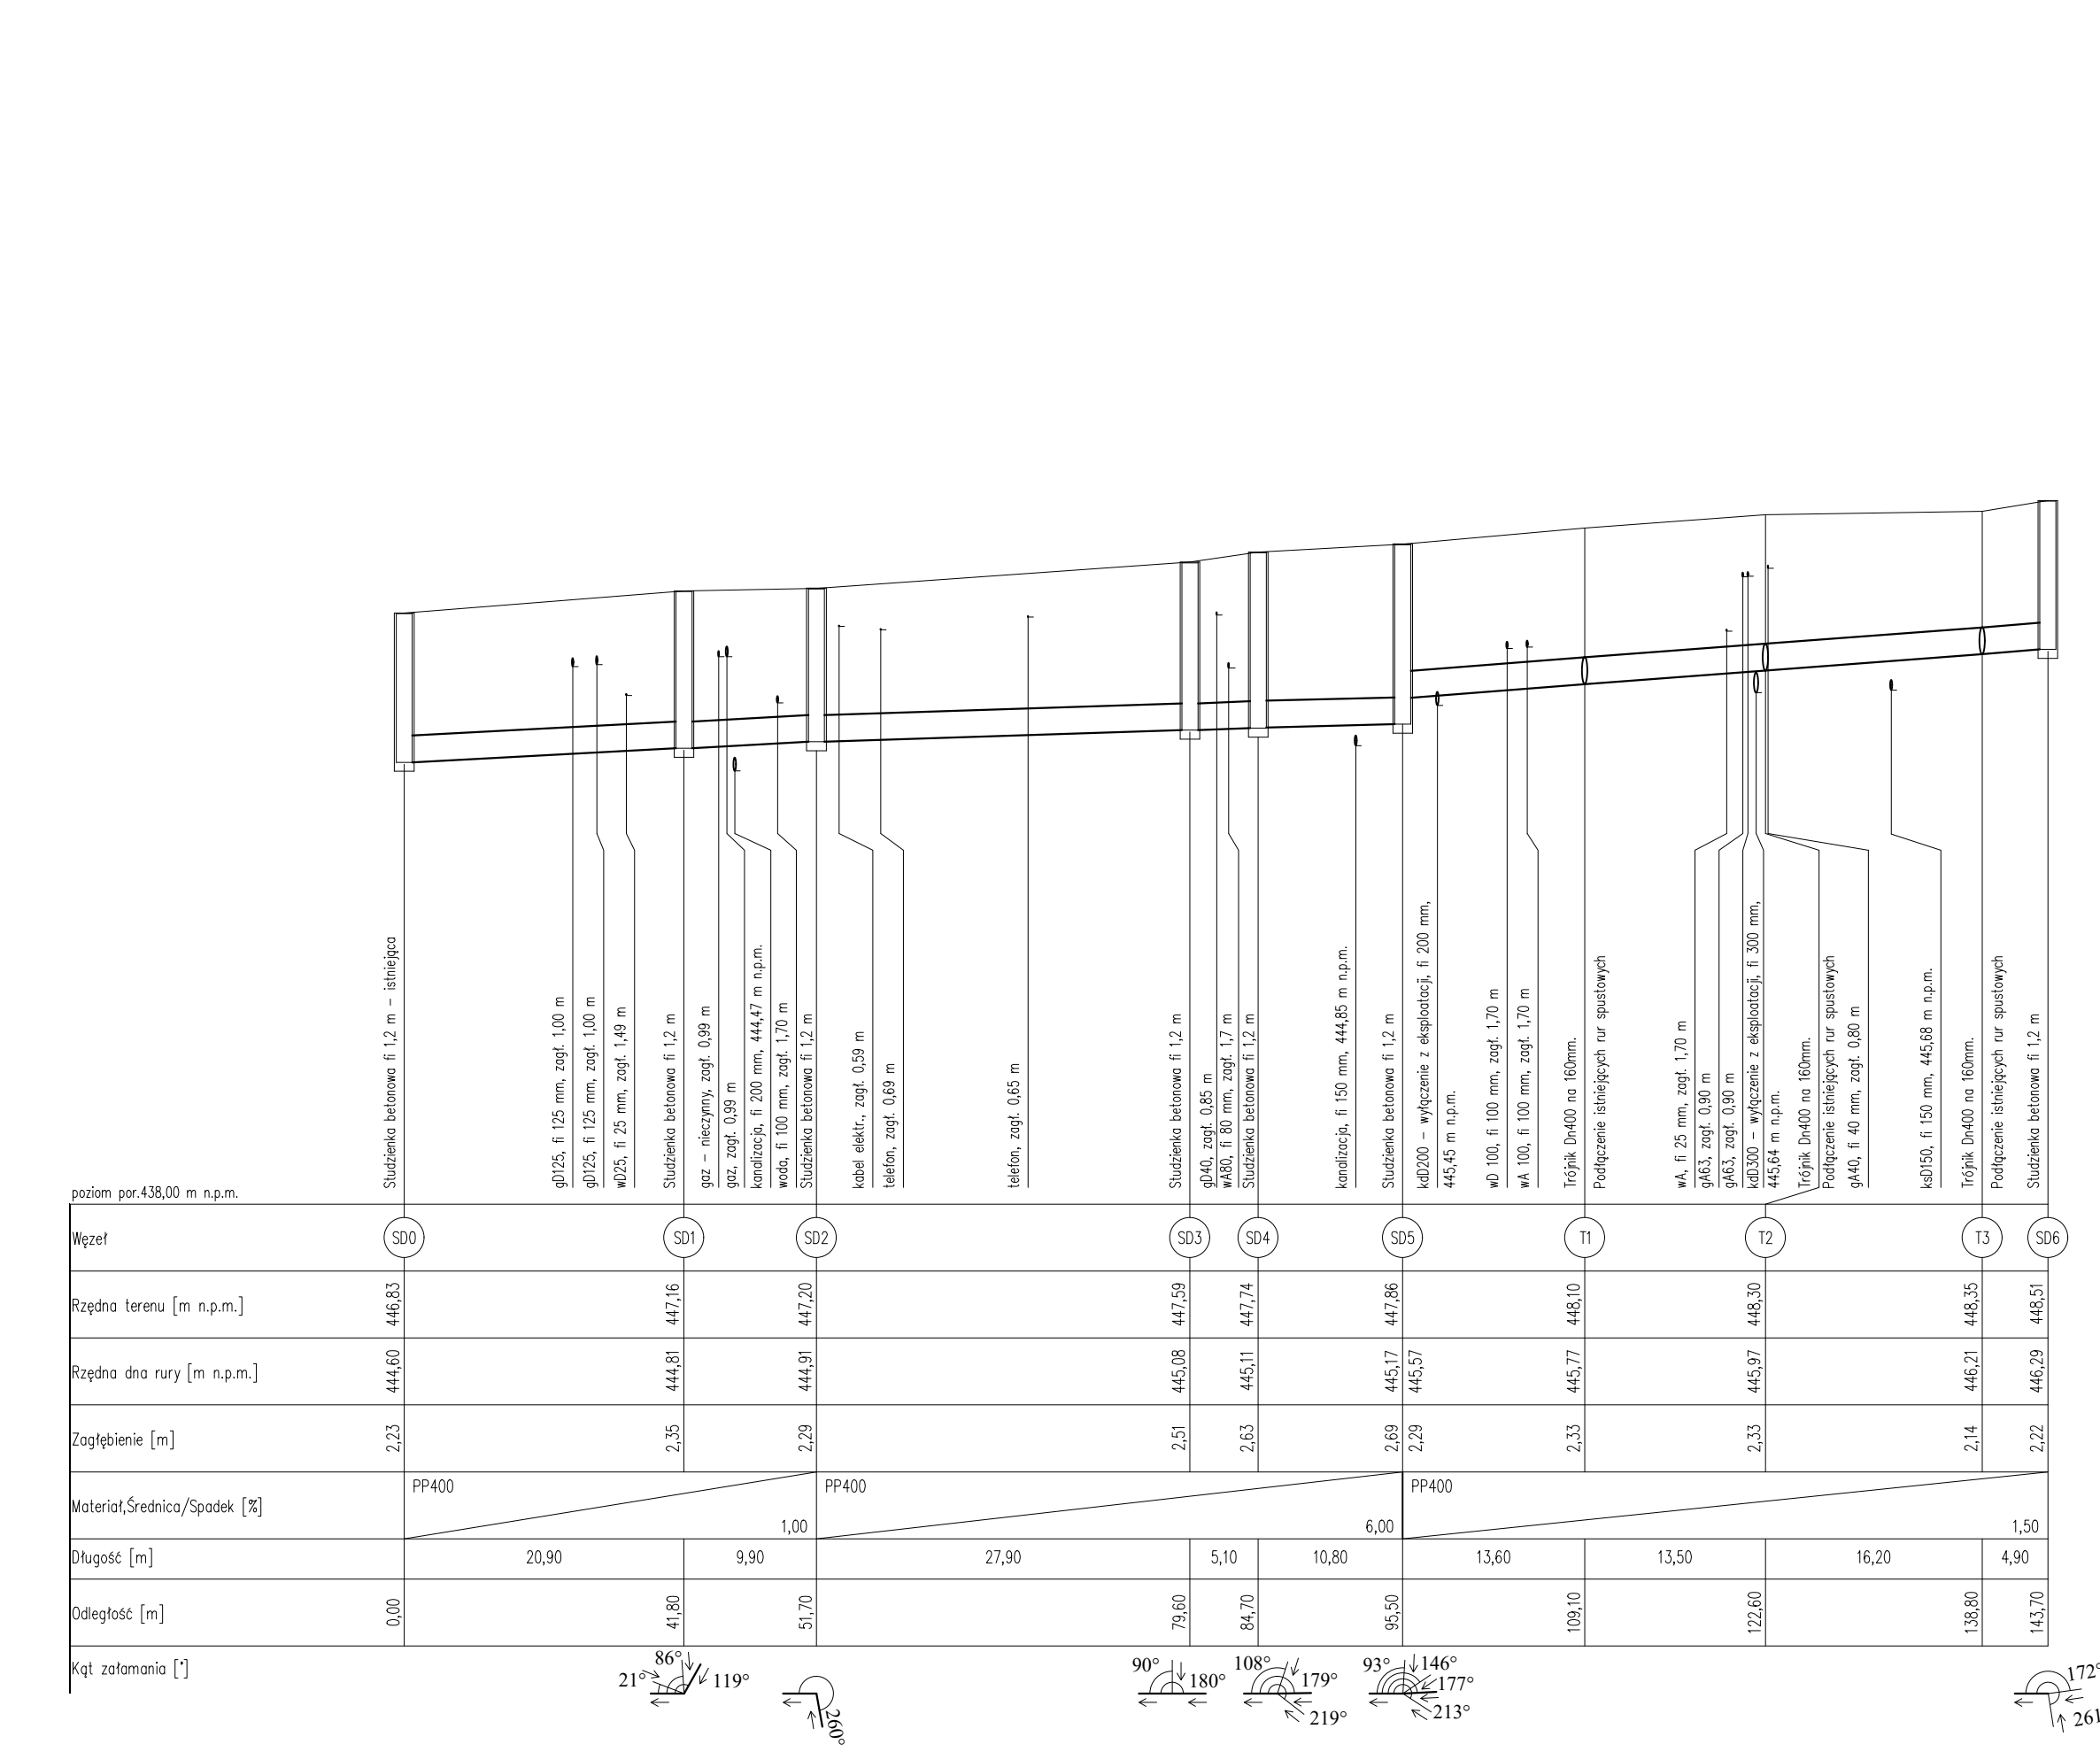 Studzienka betonowa fi 1,2 m – istniejąca
gD125, fi 125 mm, zagł. 1,00 m
gD125, fi 125 mm, zagł. 1,00 m
wD25, fi 25 mm, zagł. 1,49 m
Studzienka betonowa fi 1,2 m
gaz – nieczynny, zagł. 0,99 m
gaz, zagł. 0,99 m
kanalizacja, fi 200 mm, 444,47 m n.p.m.
woda, fi 100 mm, zagł. 1,70 m
Studzienka betonowa fi 1,2 m
kabel elektr., zagł. 0,59 m
telefon, zagł. 0,69 m
telefon, zagł. 0,65 m
Studzienka betonowa fi 1,2 m
gD40, zagł. 0,85 m
wA80, fi 80 mm, zagł. 1,7 m
Studzienka betonowa fi 1,2 m
kanalizacja, fi 150 mm, 444,85 m n.p.m.
Studzienka betonowa fi 1,2 m
kdD200 – wyłączenie z eksploatacji, fi 200 mm,
445,45 m n.p.m.
wD 100, fi 100 mm, zagł. 1,70 m
wA 100, fi 100 mm, zagł. 1,70 m
Trójnik Dn400 na 160mm.
Podłączenie istniejących rur spustowych
wA, fi 25 mm, zagł. 1,70 m
gA63, zagł. 0,90 m
gA63, zagł. 0,90 m
kdD300 – wyłączenie z eksploatacji, fi 300 mm,
445,64 m n.p.m.
Trójnik Dn400 na 160mm.
Podłączenie istniejących rur spustowych
gA40, fi 40 mm, zagł. 0,80 m
ksD150, fi 150 mm, 445,68 m n.p.m.
Trójnik Dn400 na 160mm.
Podłączenie istniejących rur spustowych
Studzienka betonowa fi 1,2 m
poziom por.438,00 m n.p.m.
Węzeł SD0 SD1 SD2 SD3 SD4 SD5 T1 T2 T3 SD6
Rzędna terenu [m n.p.m.] 446,83 447,16 447,20 447,59 447,74 447,86 448,10 448,30 448,35 448,51
Rzędna dna rury [m n.p.m.] 444,60 444,81 444,91 445,08 445,11 445,17 445,57 445,77 445,97 446,21 446,29
Zagłębienie [m] 2,23 2,35 2,29 2,51 2,63 2,69 2,29 2,33 2,33 2,14 2,22
PP400 PP400 PP400
Materiał,Średnica/Spadek [%]
1,00 6,00 1,50
Długość [m] 20,90 9,90 27,90 5,10 10,80 13,60 13,50 16,20 4,90
Odległość [m] 0,00 41,80 51,70 79,60 84,70 95,50 109,10 122,60 138,80 143,70
Kąt załamania [°]
21° 86° 119°
260°
90° 180°
108° 179° 219°
93° 146° 177° 213°
172° 261